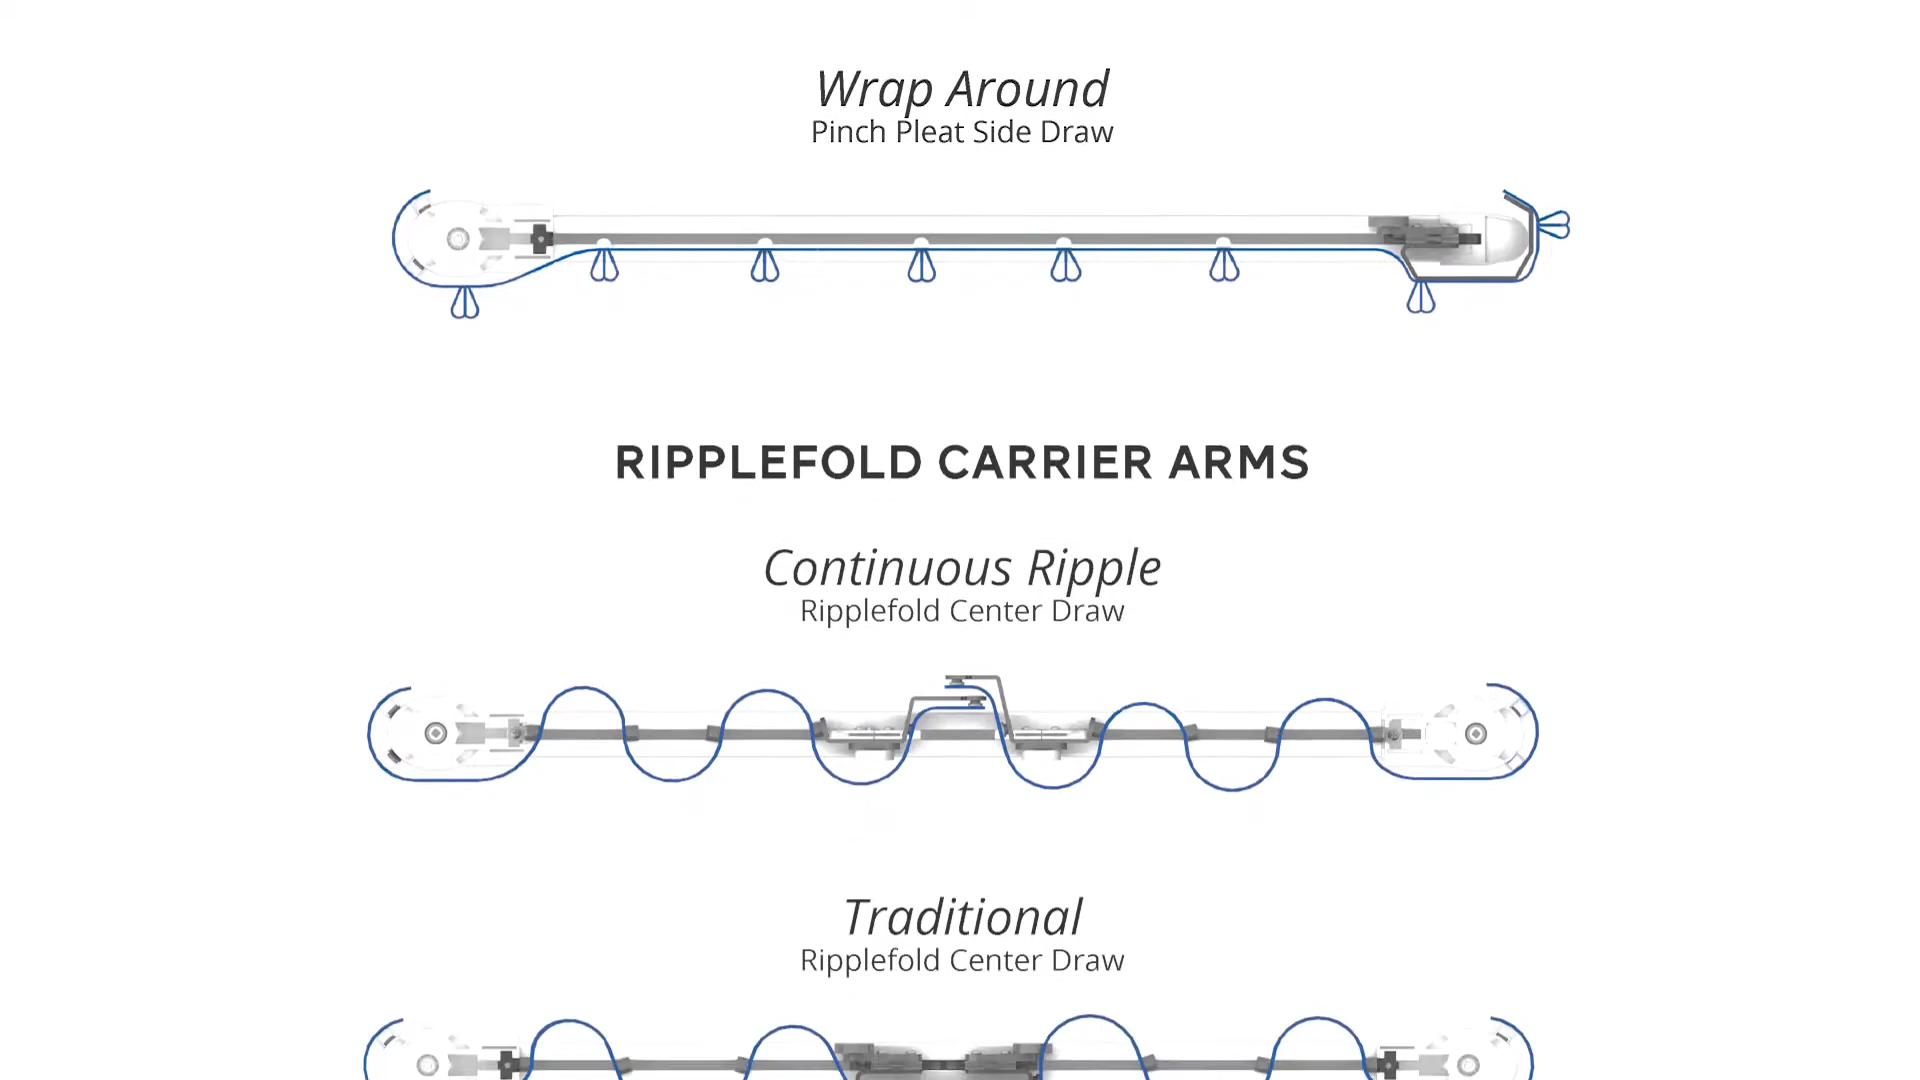 Wrap Around
Pinch Pleat Side Draw
RIPPLEFOLD CARRIER ARMS
Continuous Ripple
Ripplefold Center Draw
Traditional
Ripplefold Center Draw